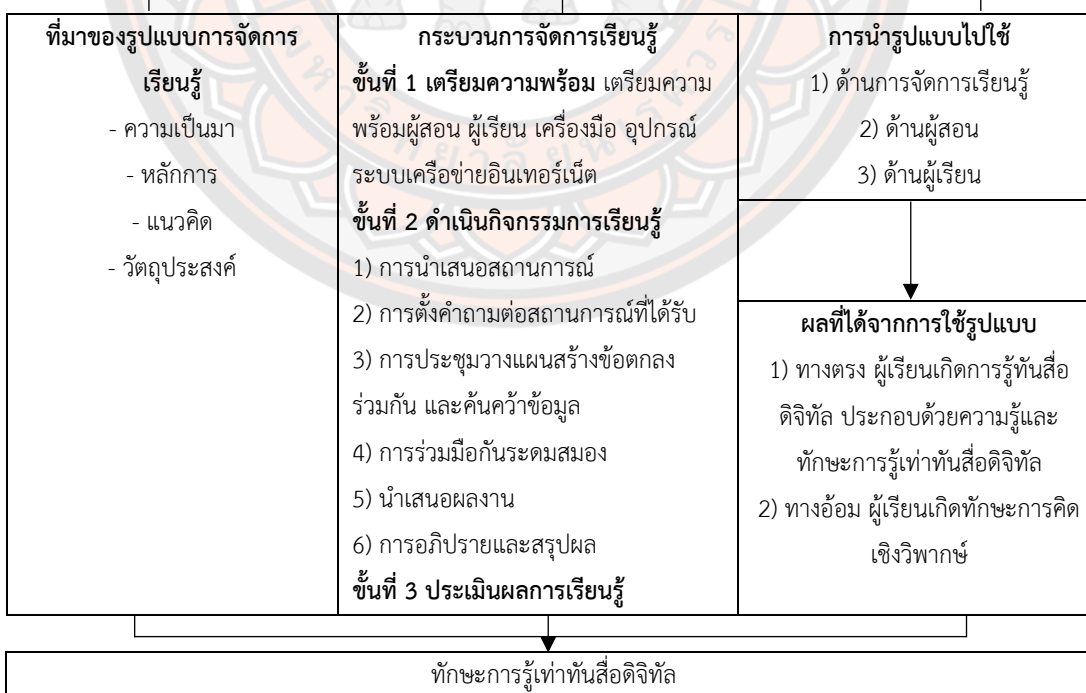 ที่มาของรูปแบบการจัดการ
เรียนรู้
- ความเป็นมา
- หลักการ
- แนวคิด
- วัตถุประสงค์
กระบวนการจัดการเรียนรู้
ขั้นที่ 1 เตรียมความพร้อม เตรียมความ
พร้อมผู้สอน ผู้เรียน เครื่องมือ อุปกรณ์
ระบบเครือข่ายอินเทอร์เน็ต
ขั้นที่ 2 ดำเนินกิจกรรมการเรียนรู้
1) การนำเสนอสถานการณ์
2) การตั้งคำถามต่อสถานการณ์ที่ได้รับ
3) การประชุมวางแผนสร้างข้อตกลง
ร่วมกัน และค้นคว้าข้อมูล
4) การร่วมมือกันระดมสมอง
5) นำเสนอผลงาน
6) การอภิปรายและสรุปผล
ขั้นที่ 3 ประเมินผลการเรียนรู้
การนำรูปแบบไปใช้
1) ด้านการจัดการเรียนรู้
2) ด้านผู้สอน
3) ด้านผู้เรียน
ผลที่ได้จากการใช้รูปแบบ
1) ทางตรง ผู้เรียนเกิดการรู้ทันสื่อ
ดิจิทัล ประกอบด้วยความรู้และ
ทักษะการรู้เท่าทันสื่อดิจิทัล
2) ทางอ้อม ผู้เรียนเกิดทักษะการคิด
เชิงวิพากษ์
ทักษะการรู้เท่าทันสื่อดิจิทัล